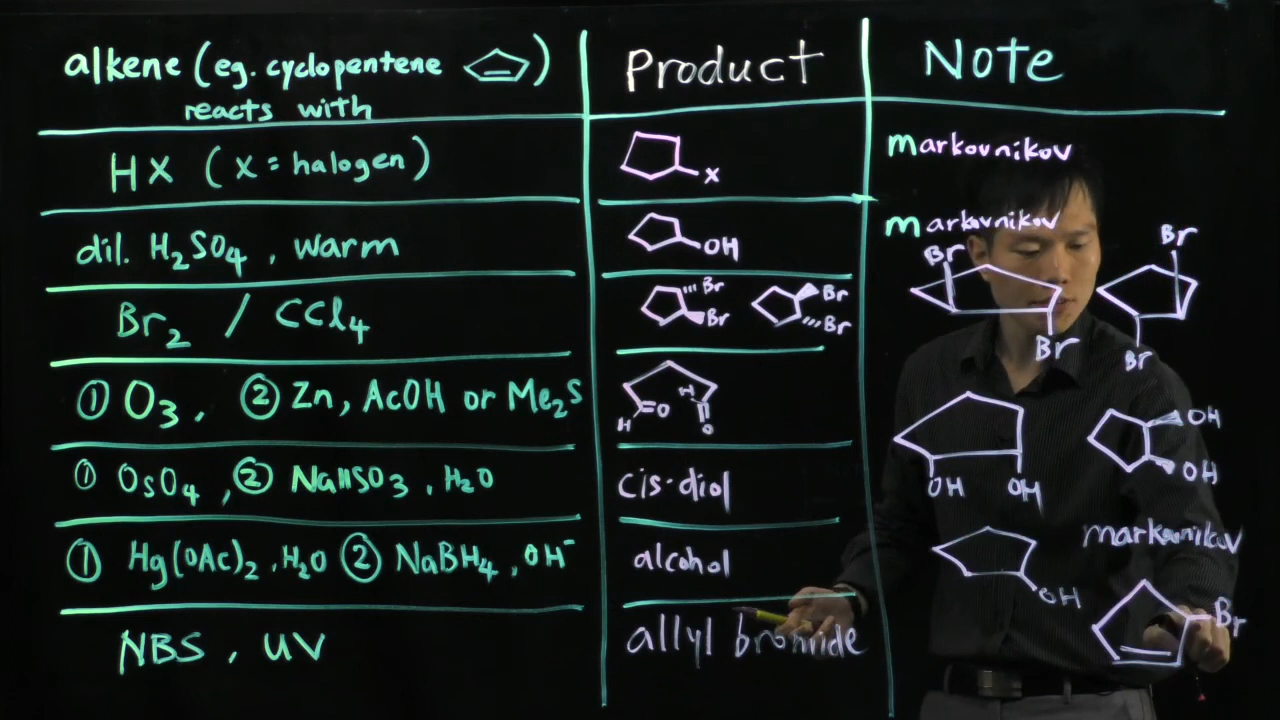 alkene (eg. cyclopentene )
reacts with
Product
Note
HX (x = halogen)
X
markovnikov
dil. H₂SO₄ , warm
OH
markovnikov
Br₂ / CCl₄
Br
Br
Br
Br
Br
Br
Br
Br
① O₃ , ② Zn, AcOH or Me₂S
H
O
H
O
① OsO₄ , ② NaHSO₃ , H₂O
cis-diol
OH
OH
OH
OH
① Hg(OAc)₂ , H₂O ② NaBH₄ , OH⁻
alcohol
OH
markovnikov
NBS , UV
allyl bromide
Br